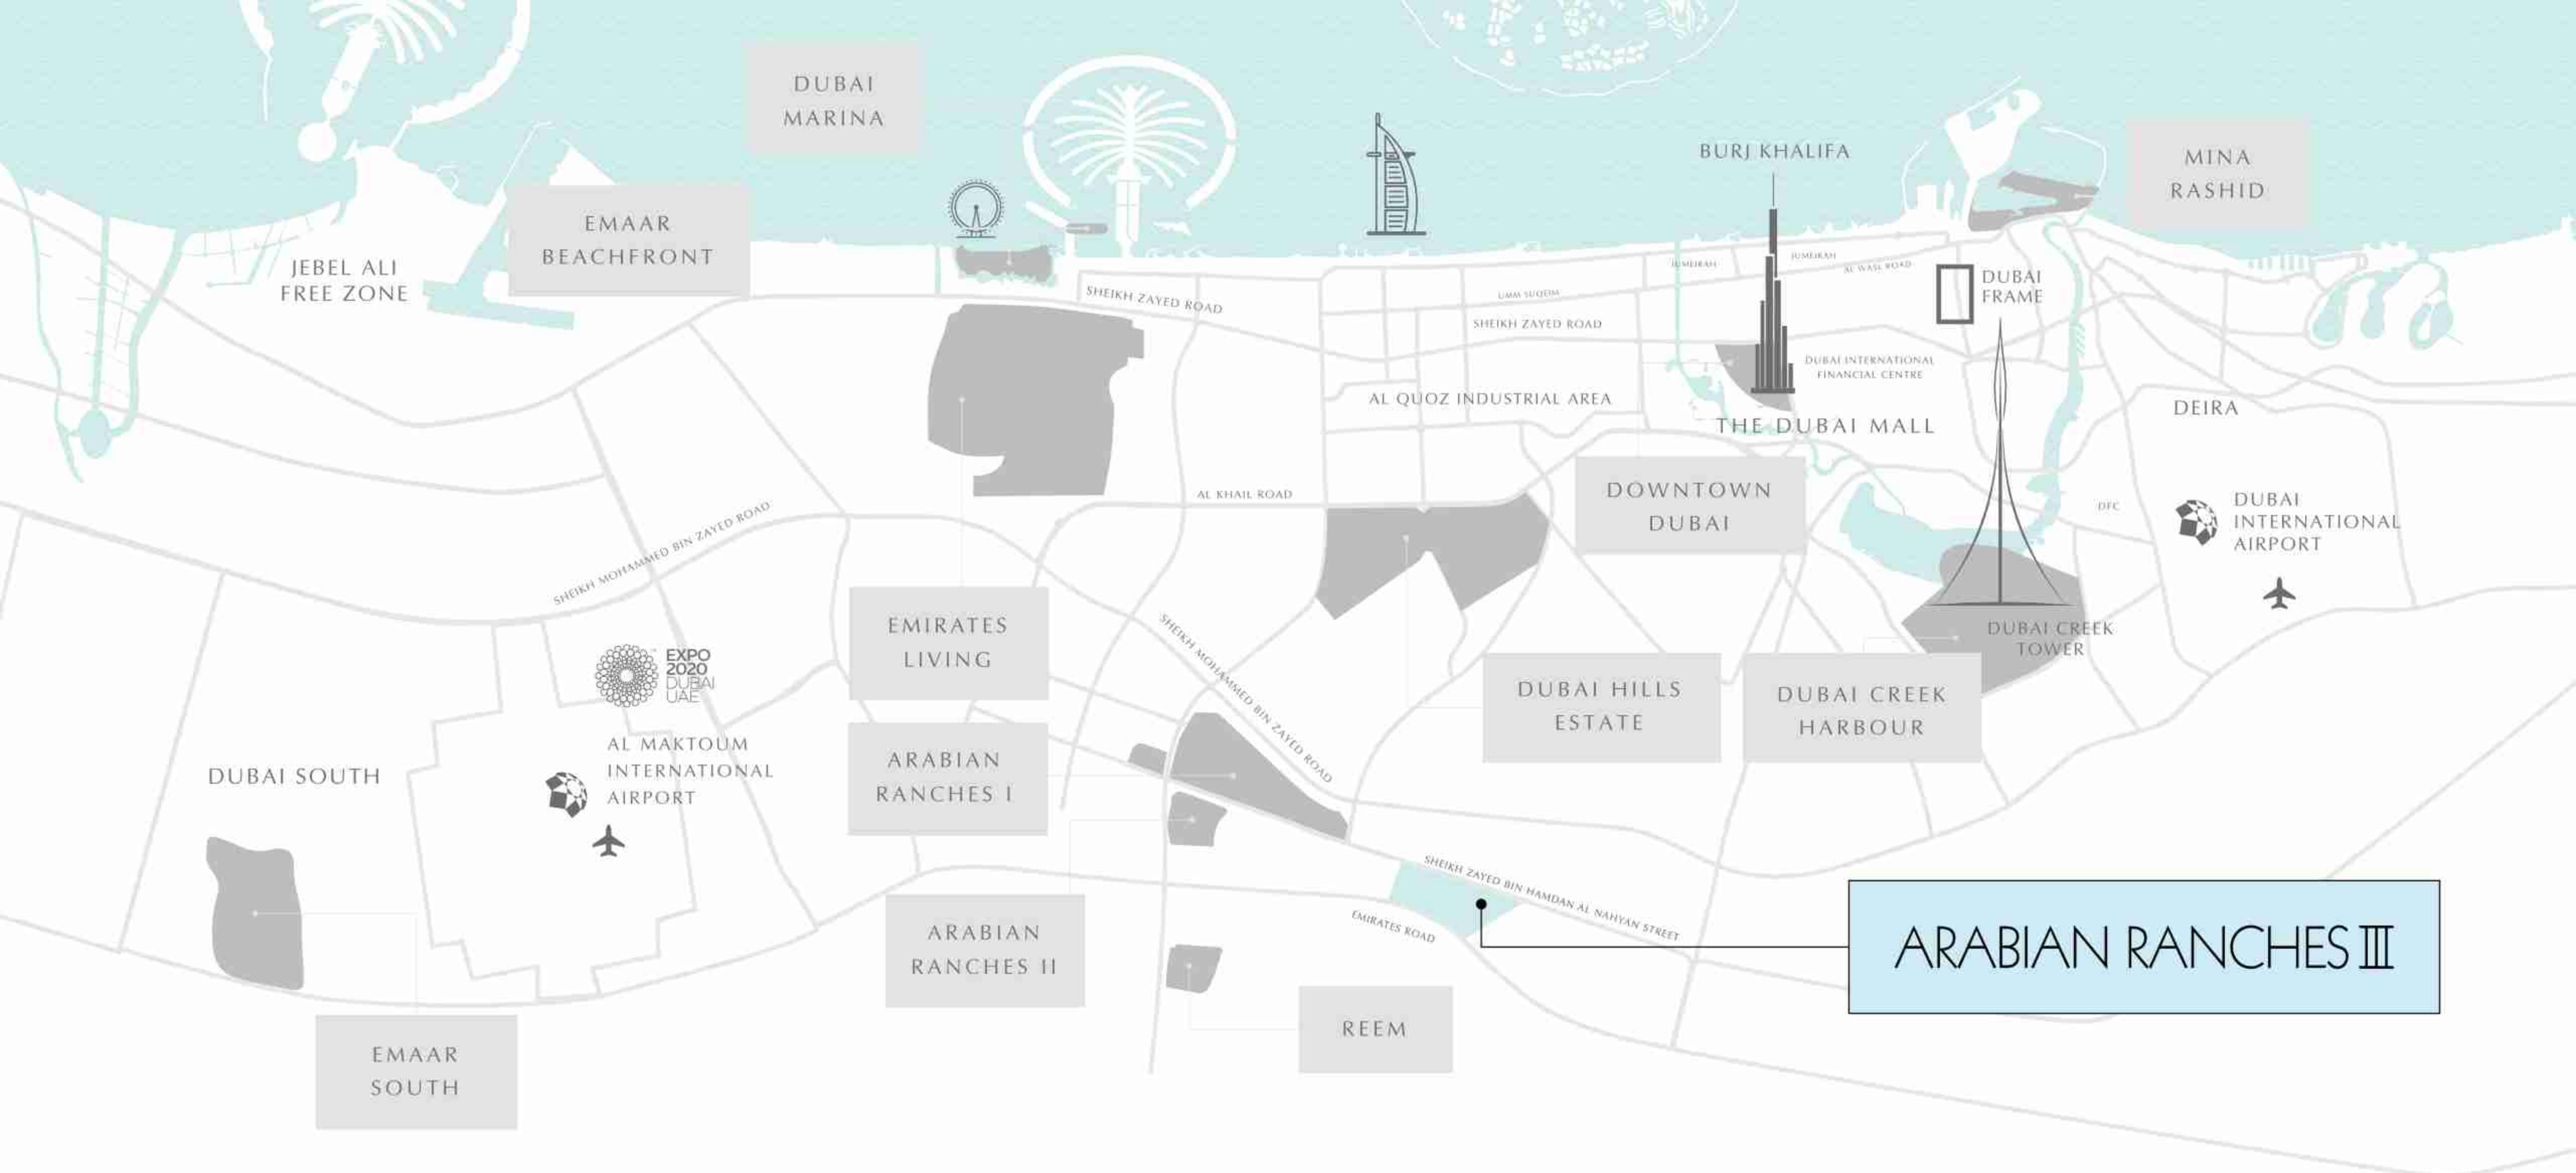 DUBAI
MARINA
BURJ KHALIFA
MINA
RASHID
EMAAR
BEACHFRONT
JEBEL ALI
FREE ZONE
SHEIKH ZAYED ROAD
UMM SUQEIM
SHEIKH ZAYED ROAD
JUMEIRAH
JUMEIRAH
AL WASL ROAD
DUBAI
FRAME
DUBAI INTERNATIONAL
FINANCIAL CENTRE
AL QUOZ INDUSTRIAL AREA
THE DUBAI MALL
DEIRA
AL KHAIL ROAD
DOWNTOWN
DUBAI
DFC
DUBAI
INTERNATIONAL
AIRPORT
SHEIKH MOHAMMED BIN ZAYED ROAD
EMIRATES
LIVING
SHEIKH MOHAMMED BIN ZAYED ROAD
DUBAI CREEK
TOWER
EXPO
2020
DUBAI
UAE
DUBAI HILLS
ESTATE
DUBAI CREEK
HARBOUR
AL MAKTOUM
INTERNATIONAL
AIRPORT
DUBAI SOUTH
ARABIAN
RANCHES I
SHEIKH ZAYED BIN HAMDAN AL NAHYAN STREET
EMIRATES ROAD
ARABIAN
RANCHES II
ARABIAN RANCHES III
REEM
EMAAR
SOUTH